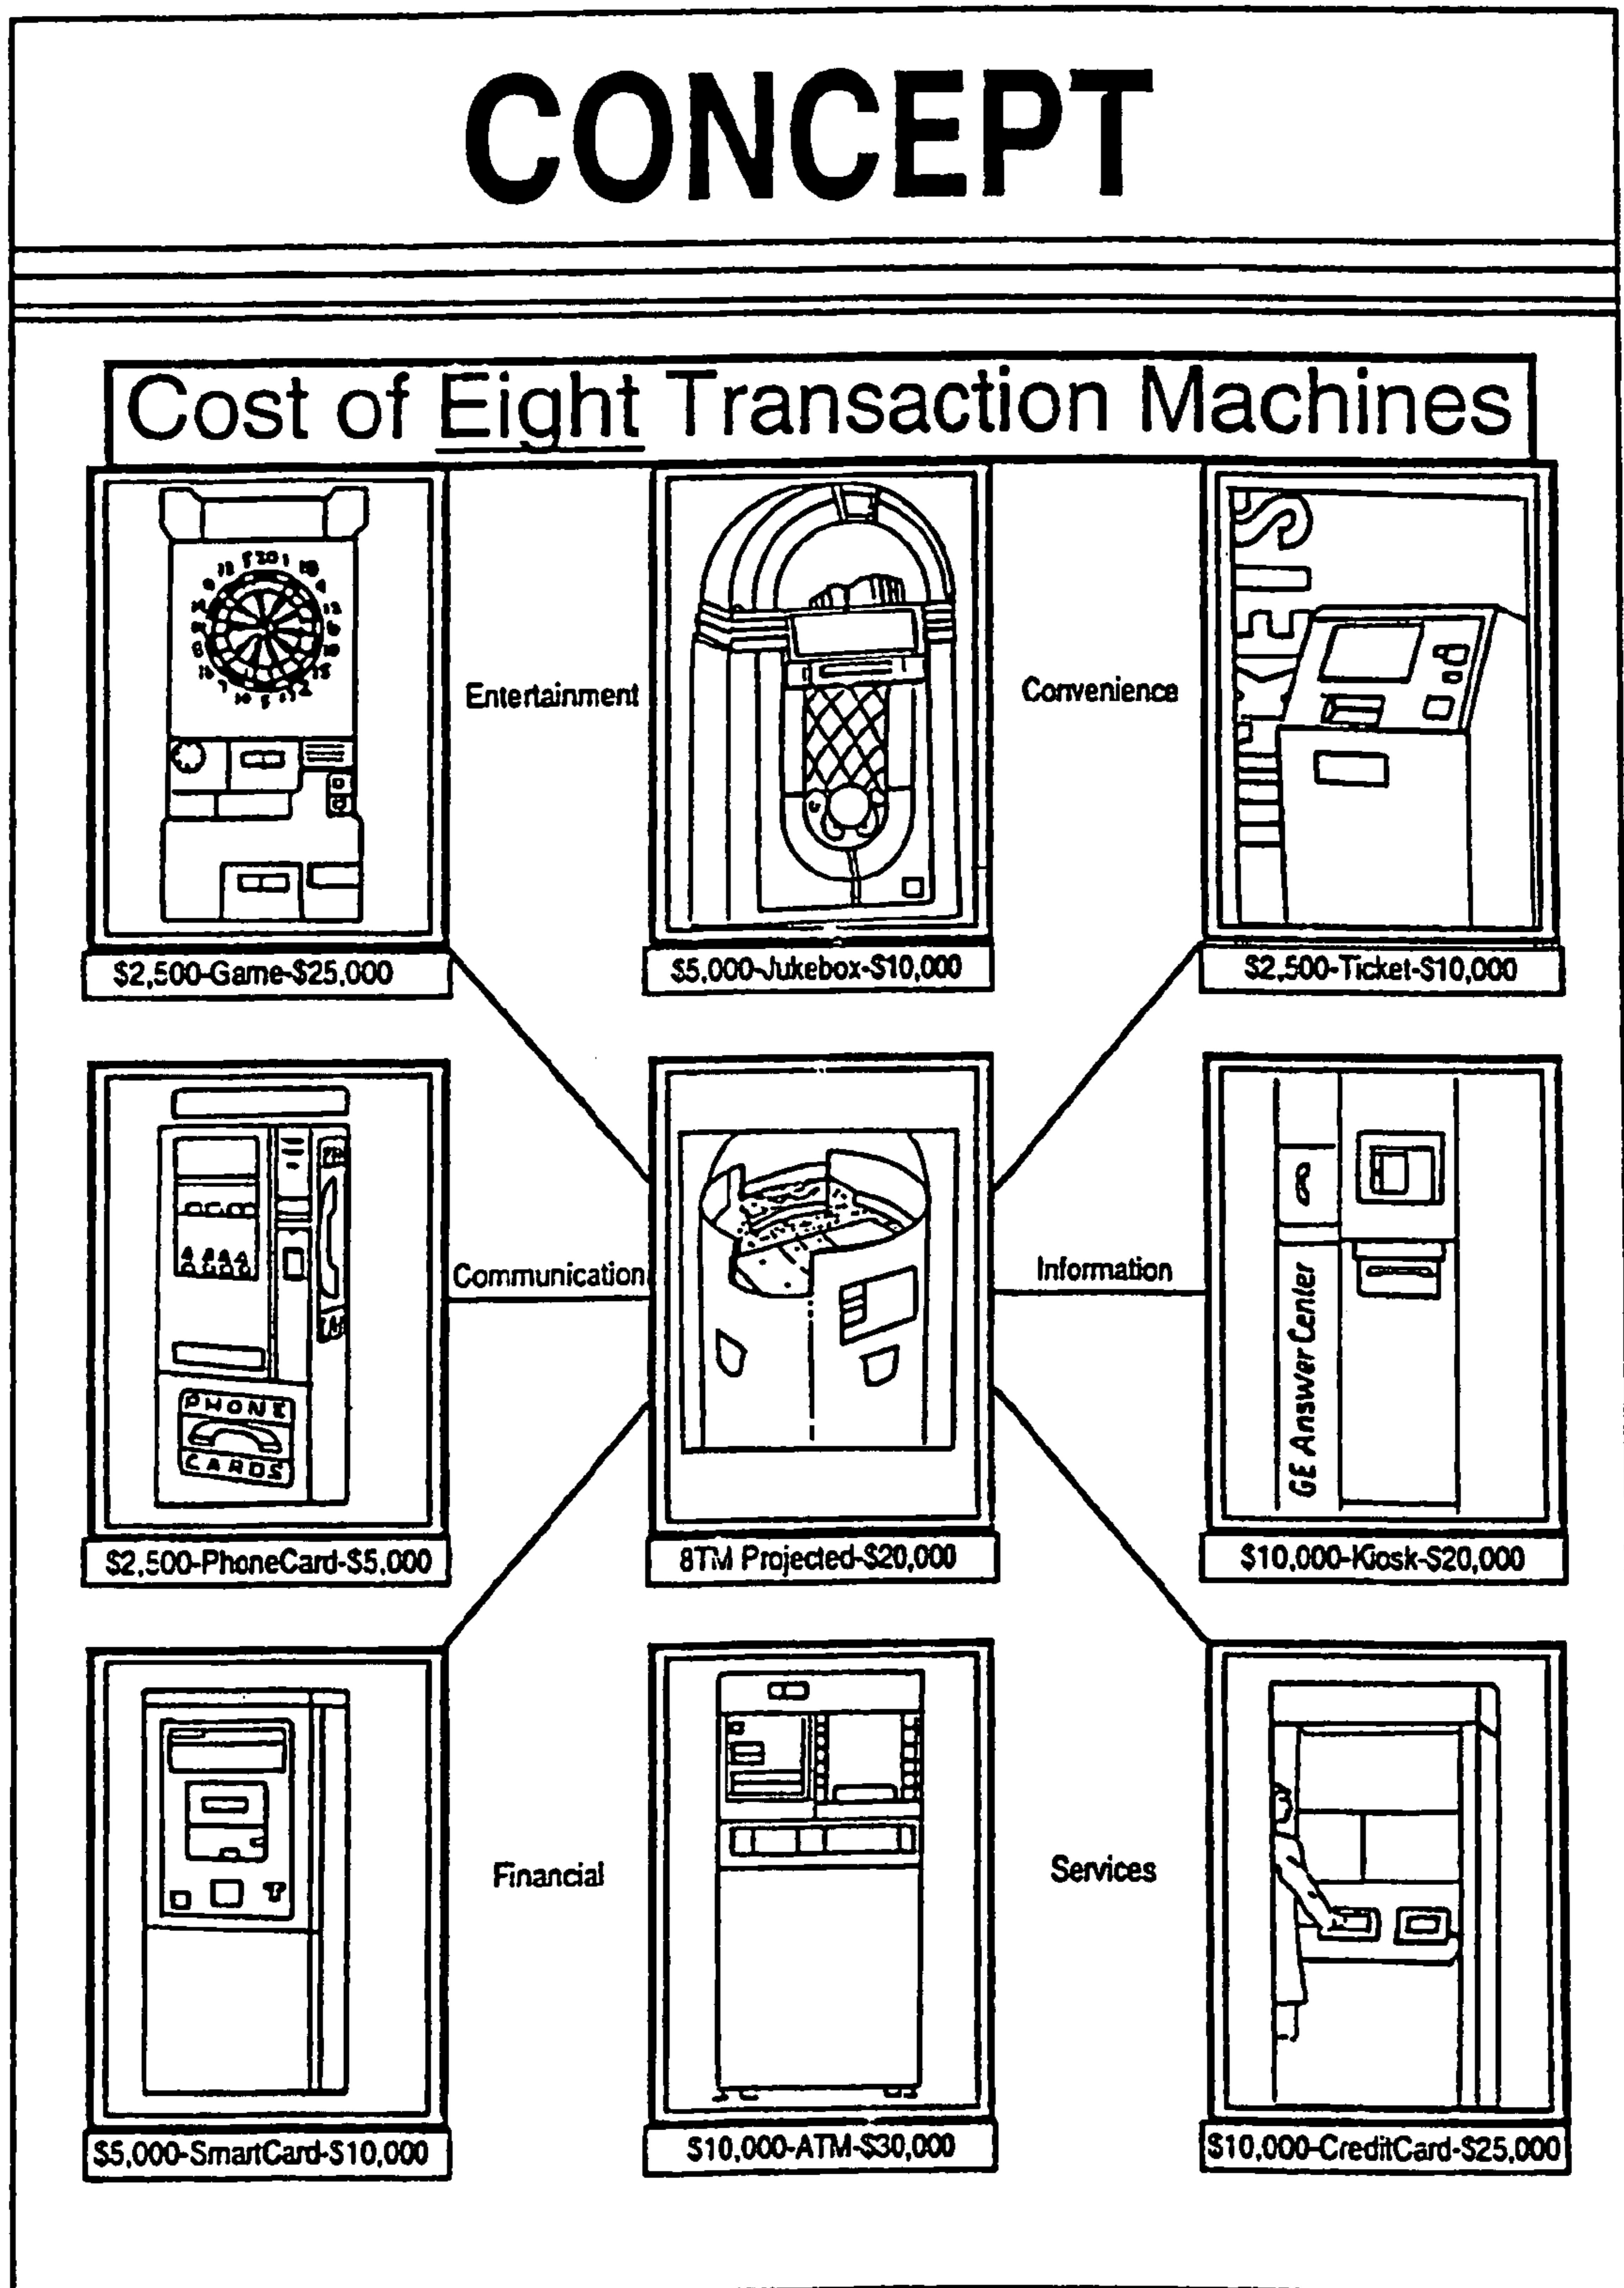 CONCEPT
Cost of Eight Transaction Machines
Entertainment
Convenience
TICKETS
$2,500-Game-$25,000
$5,000-Jukebox-$10,000
$2,500-Ticket-$10,000
Communication
Information
PHONE
CARDS
GE Answer Center
$2,500-PhoneCard-$5,000
8TM Projected-$20,000
$10,000-Kiosk-$20,000
Financial
Services
$5,000-SmartCard-$10,000
$10,000-ATM-$30,000
$10,000-CreditCard-$25,000